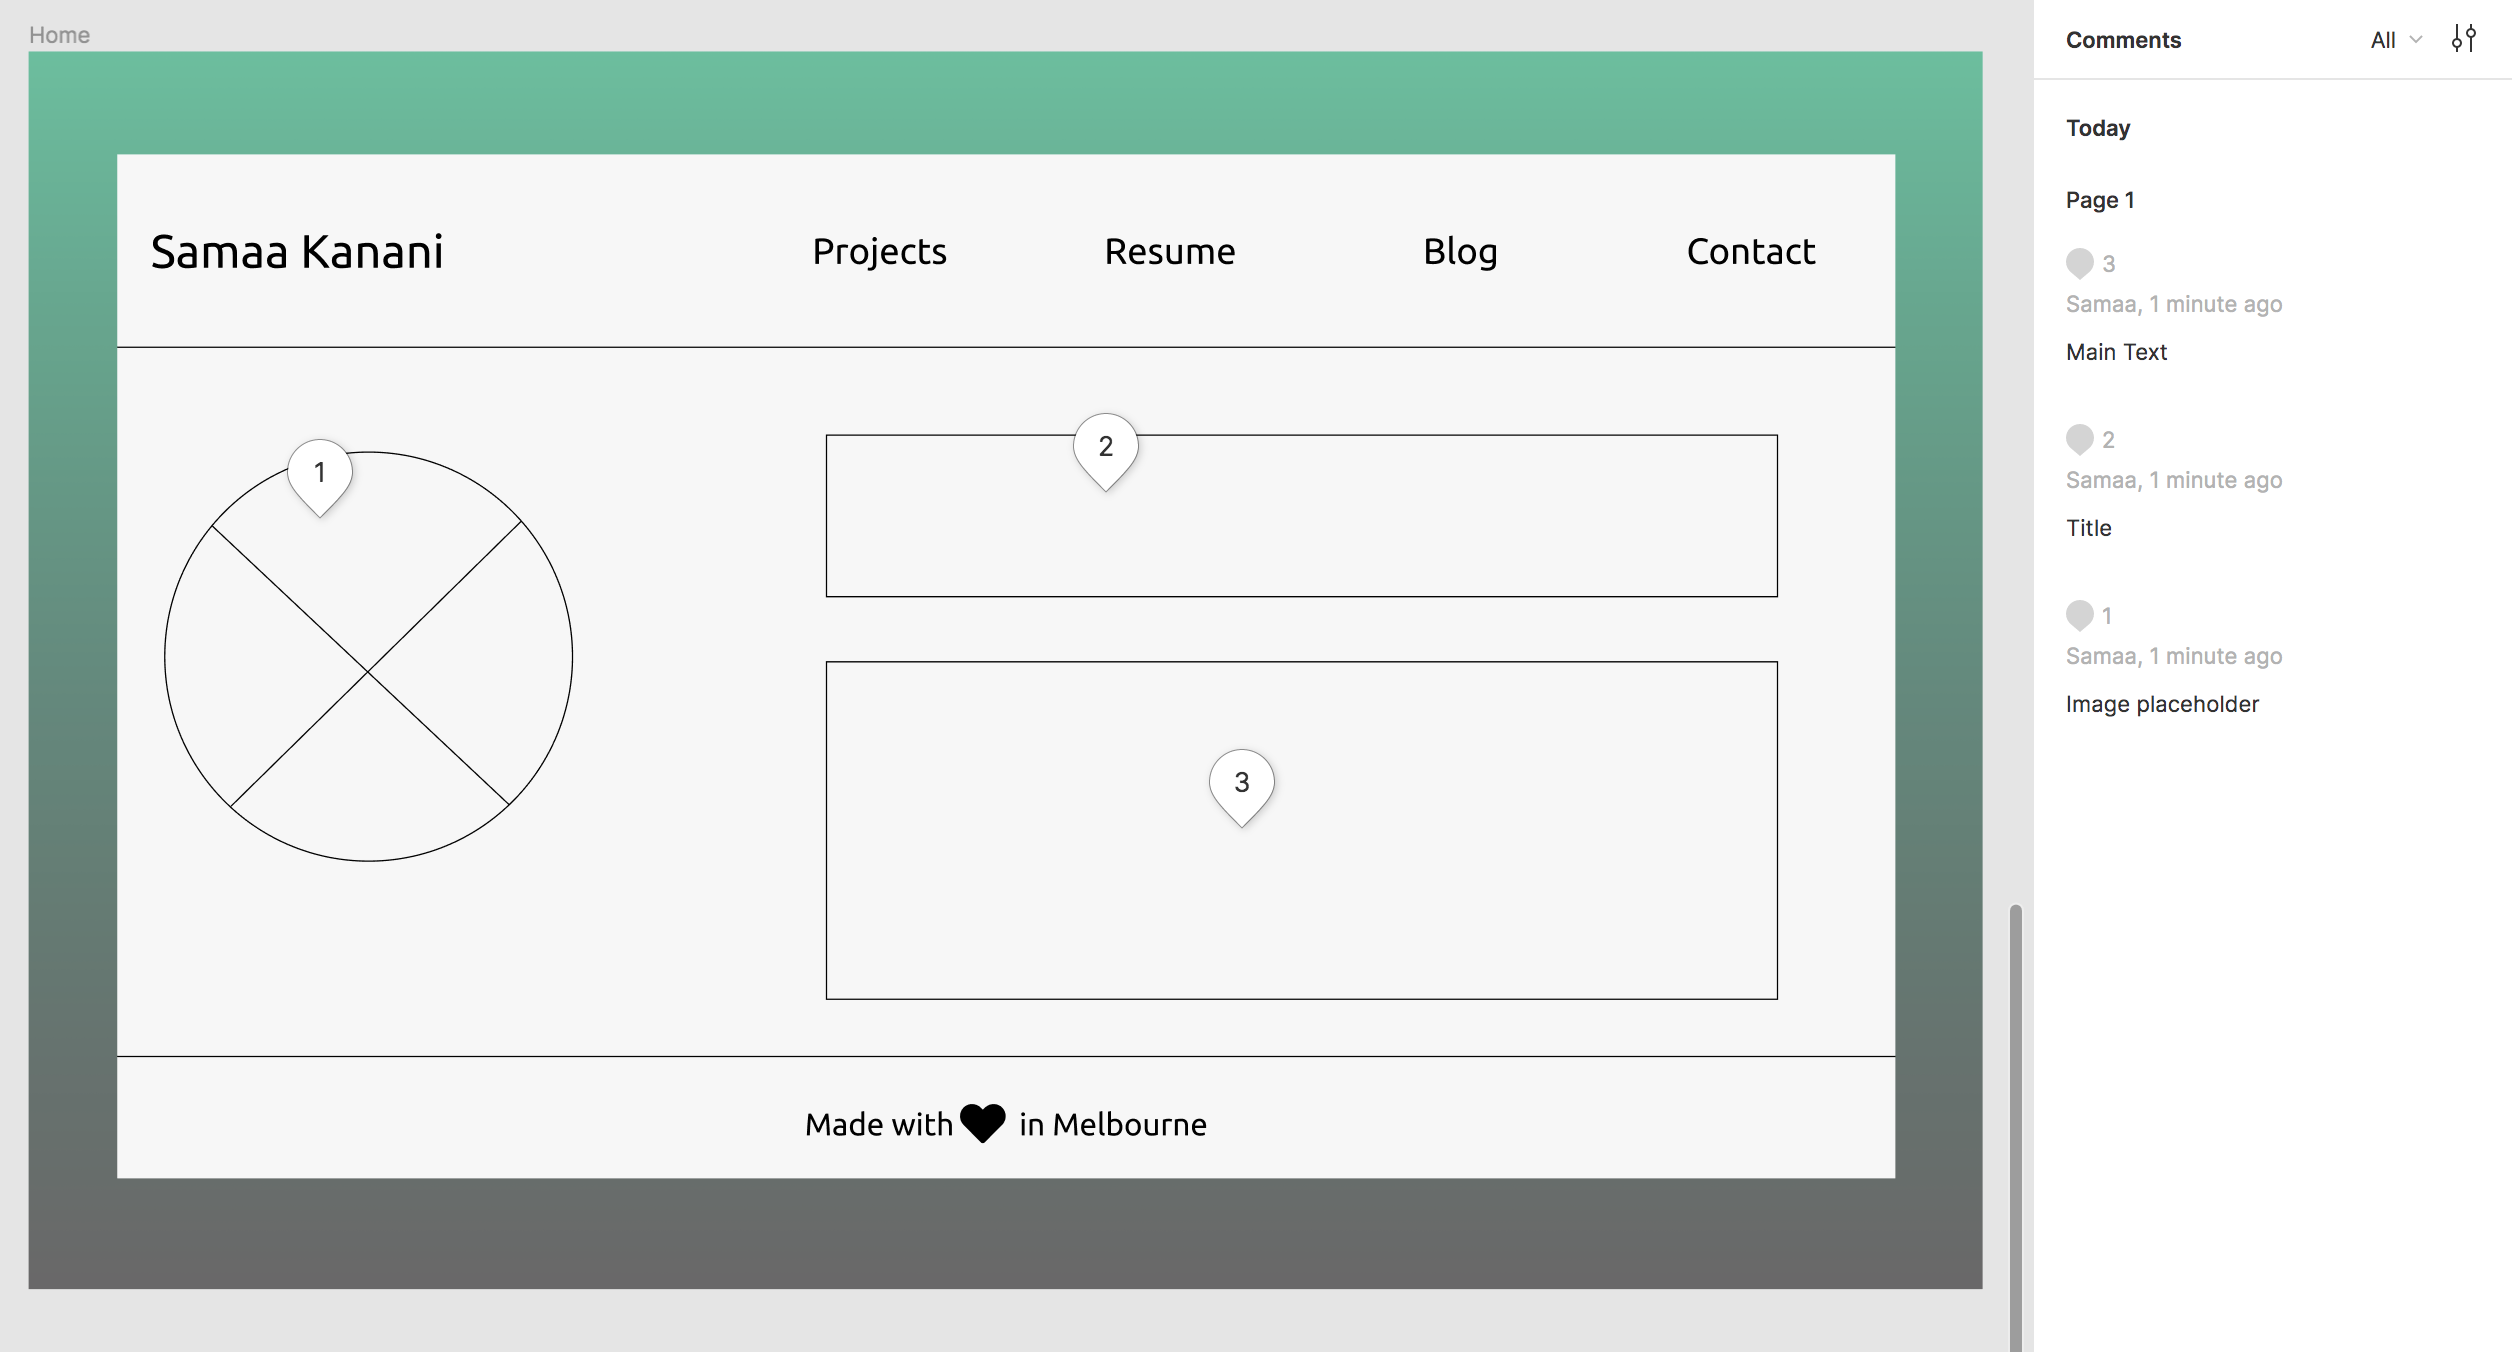 Home
Samaa Kanani
Projects
Resume
Blog
Contact
1
2
3
Made with in Melbourne
Comments
All
Today
Page 1
3
Samaa, 1 minute ago
Main Text
2
Samaa, 1 minute ago
Title
1
Samaa, 1 minute ago
Image placeholder